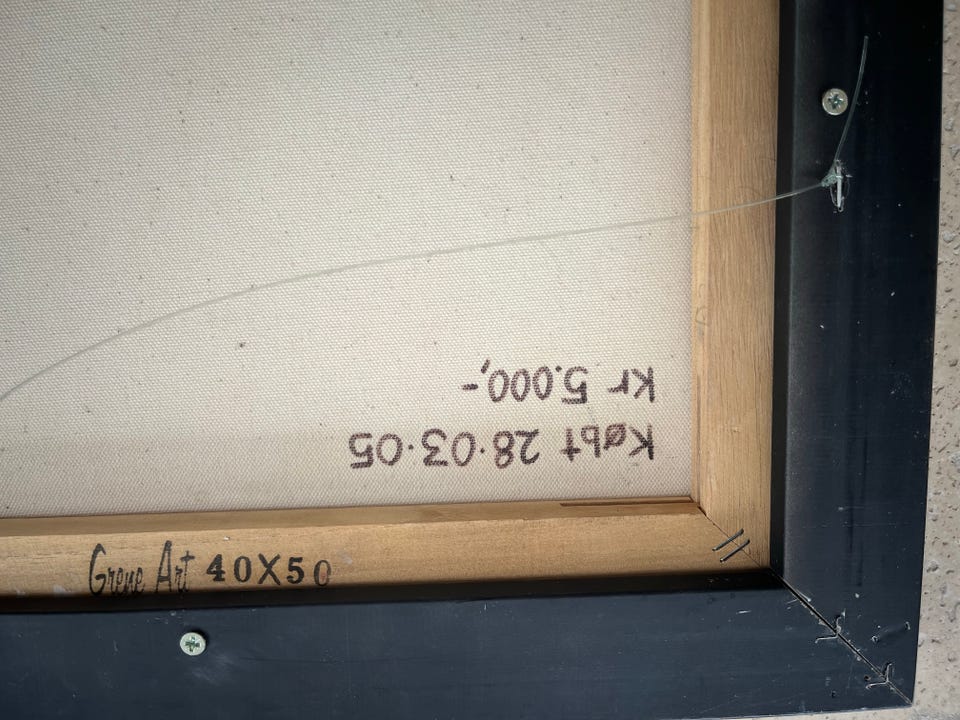 Købt 28·03·05
Kr 5.000,-
Grene Art 40X50